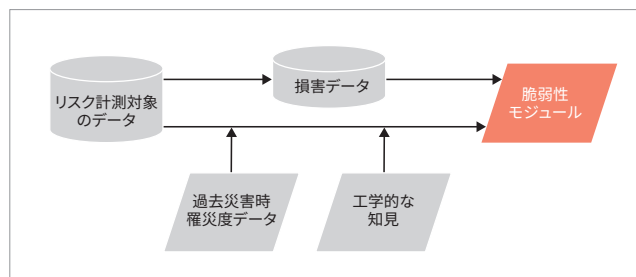 リスク計測対象
のデータ
損害データ
脆弱性
モジュール
過去災害時
罹災度データ
工学的な
知見